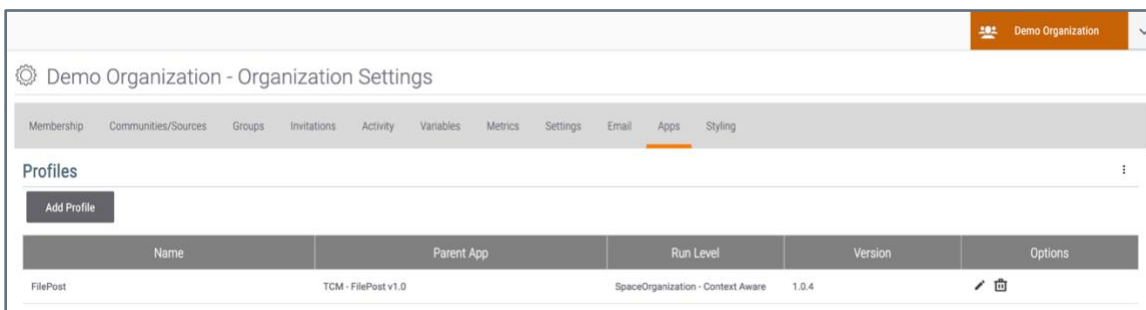 Demo Organization
Demo Organization - Organization Settings
Membership Communities/Sources Groups Invitations Activity Variables Metrics Settings Email Apps Styling
Profiles
Add Profile
Name Parent App Run Level Version Options
FilePost TCM - FilePost v1.0 SpaceOrganization - Context Aware 1.0.4